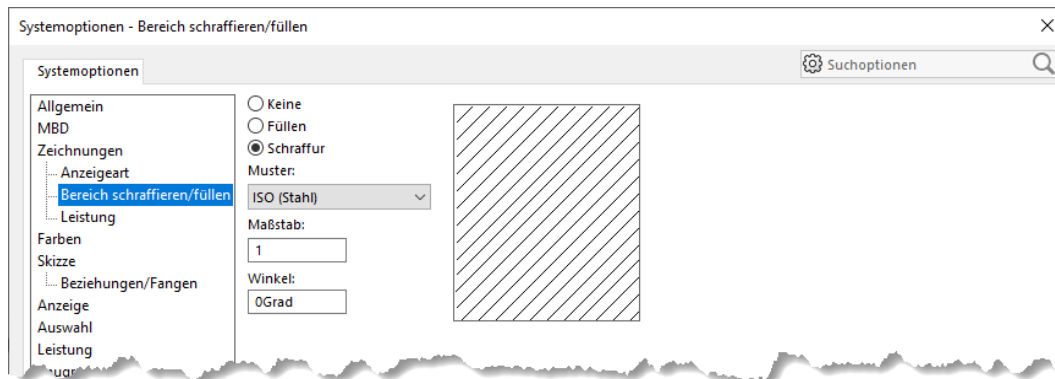 Systemoptionen - Bereich schraffieren/füllen
Systemoptionen
Suchoptionen
Allgemein
MBD
Zeichnungen
Anzeigeart
Bereich schraffieren/füllen
Leistung
Farben
Skizze
Beziehungen/Fangen
Anzeige
Auswahl
Leistung
Keine
Füllen
Schraffur
Muster:
ISO (Stahl)
Maßstab:
1
Winkel:
0Grad